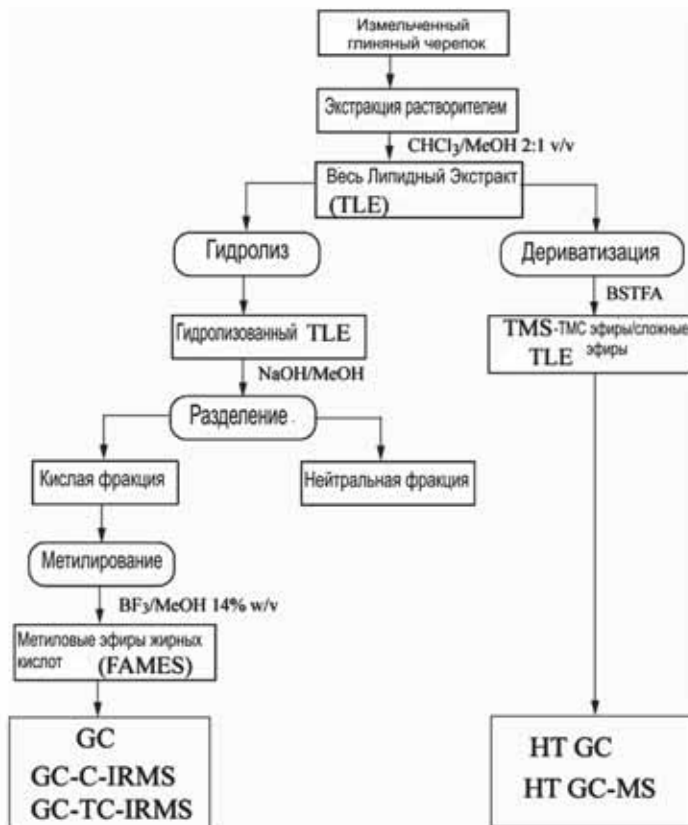 Измельченный
глиняный черепок
Экстракция растворителем
CHCl₃/MeOH 2:1 v/v
Весь Липидный Экстракт
(TLE)
Гидролиз
Дериватизация
BSTFA
Гидролизованный TLE
TMS-ТМС эфиры/сложные
TLE эфиры
NaOH/MeOH
Разделение
Кислая фракция
Нейтральная фракция
Метилирование
BF₃/MeOH 14% w/v
Метиловые эфиры жирных
кислот (FAMES)
GC
GC-C-IRMS
GC-TC-IRMS
HT GC
HT GC-MS